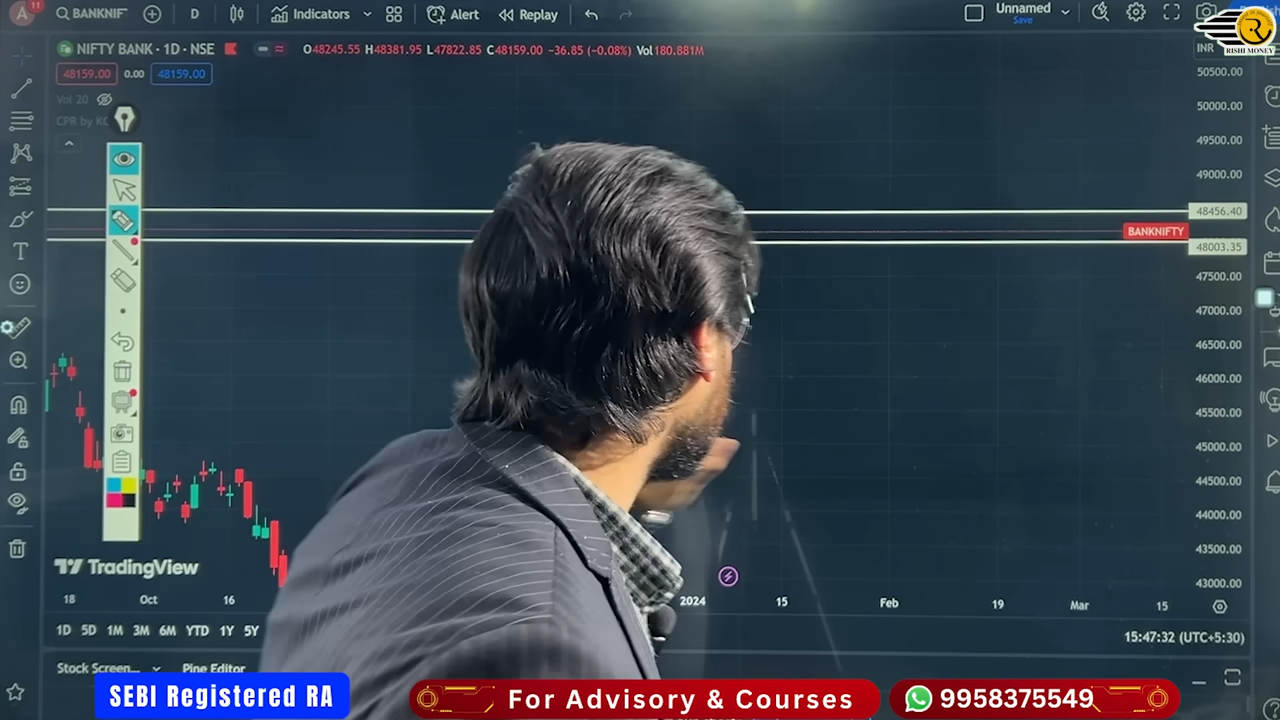 A 11 BANKNIF D Indicators Alert Replay Unnamed
Save
RISHI MONEY
NIFTY BANK · 1D · NSE O48245.55 H48381.95 L47822.85 C48159.00 −36.85 (−0.08%) Vol180.881M INR
48159.00 0.00 48159.00
Vol 20
CPR by KG
50500.00
50000.00
49500.00
49000.00
48456.40
BANKNIFTY
48003.35
47500.00
47000.00
46500.00
46000.00
45500.00
45000.00
44500.00
44000.00
43500.00
43000.00
TradingView
18 Oct 16 2024 15 Feb 19 Mar 15
1D 5D 1M 3M 6M YTD 1Y 5Y
15:47:32 (UTC+5:30)
Stock Screen... Pine Editor
SEBI Registered RA
For Advisory & Courses
9958375549